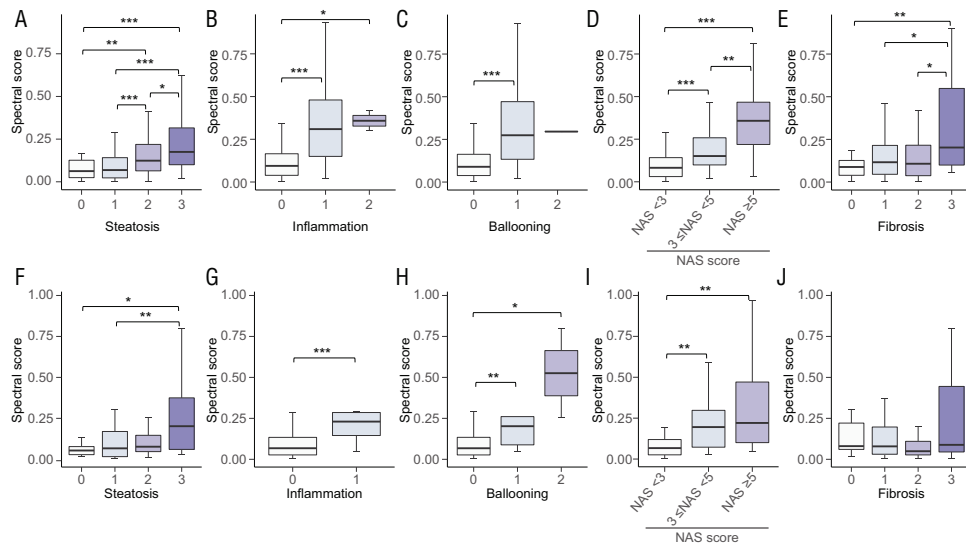 A
Spectral score
0.75
0.50
0.25
0.00
***
**
***
***
*
0 1 2 3
Steatosis
B
Spectral score
0.75
0.50
0.25
0.00
*
***
0 1 2
Inflammation
C
Spectral score
0.75
0.50
0.25
0.00
***
0 1 2
Ballooning
D
Spectral score
0.75
0.50
0.25
0.00
***
**
***
NAS <3
3 ≤NAS <5
NAS ≥5
NAS score
E
Spectral score
0.75
0.50
0.25
0.00
**
*
*
0 1 2 3
Fibrosis
F
Spectral score
1.00
0.75
0.50
0.25
0.00
*
**
0 1 2 3
Steatosis
G
Spectral score
1.00
0.75
0.50
0.25
0.00
***
0 1
Inflammation
H
Spectral score
1.00
0.75
0.50
0.25
0.00
*
**
0 1 2
Ballooning
I
Spectral score
1.00
0.75
0.50
0.25
0.00
**
**
NAS <3
3 ≤NAS <5
NAS ≥5
NAS score
J
Spectral score
1.00
0.75
0.50
0.25
0.00
0 1 2 3
Fibrosis